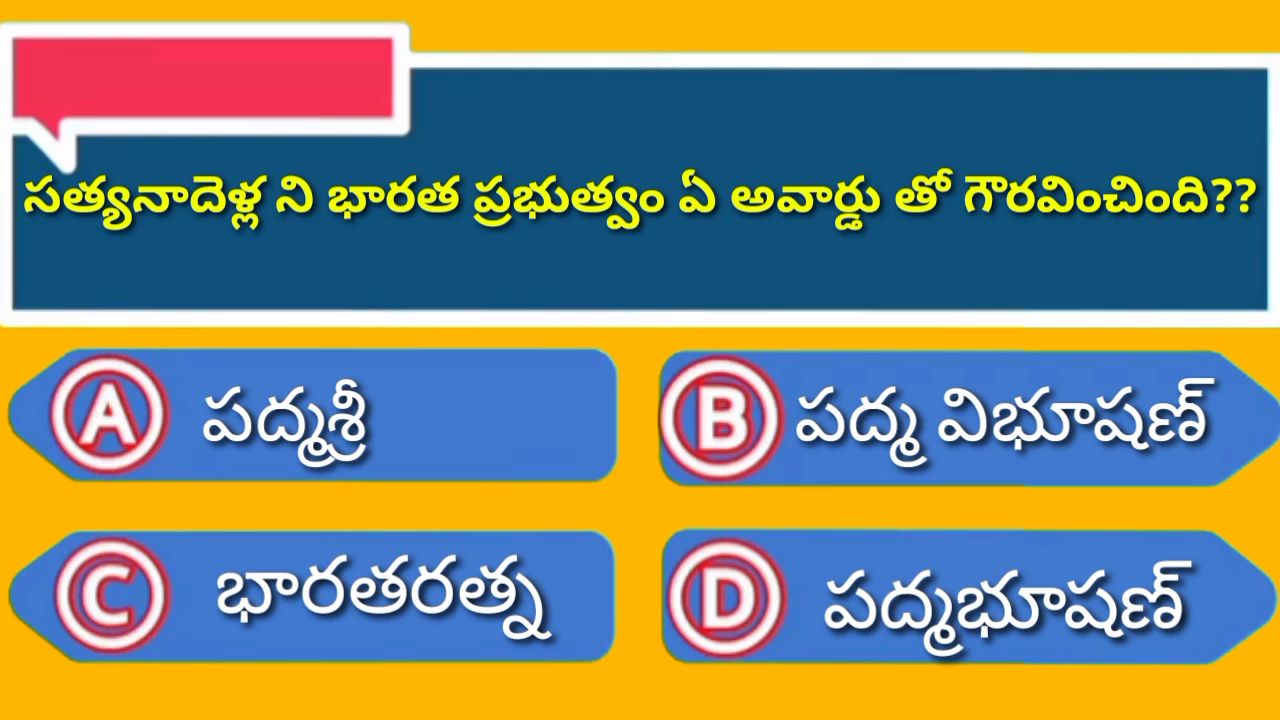 సత్యనాదెళ్ల ని భారత ప్రభుత్వం ఏ అవార్డు తో గౌరవించింది??
A పద్మశ్రీ
B పద్మ విభూషణ్
C భారతరత్న
D పద్మభూషణ్